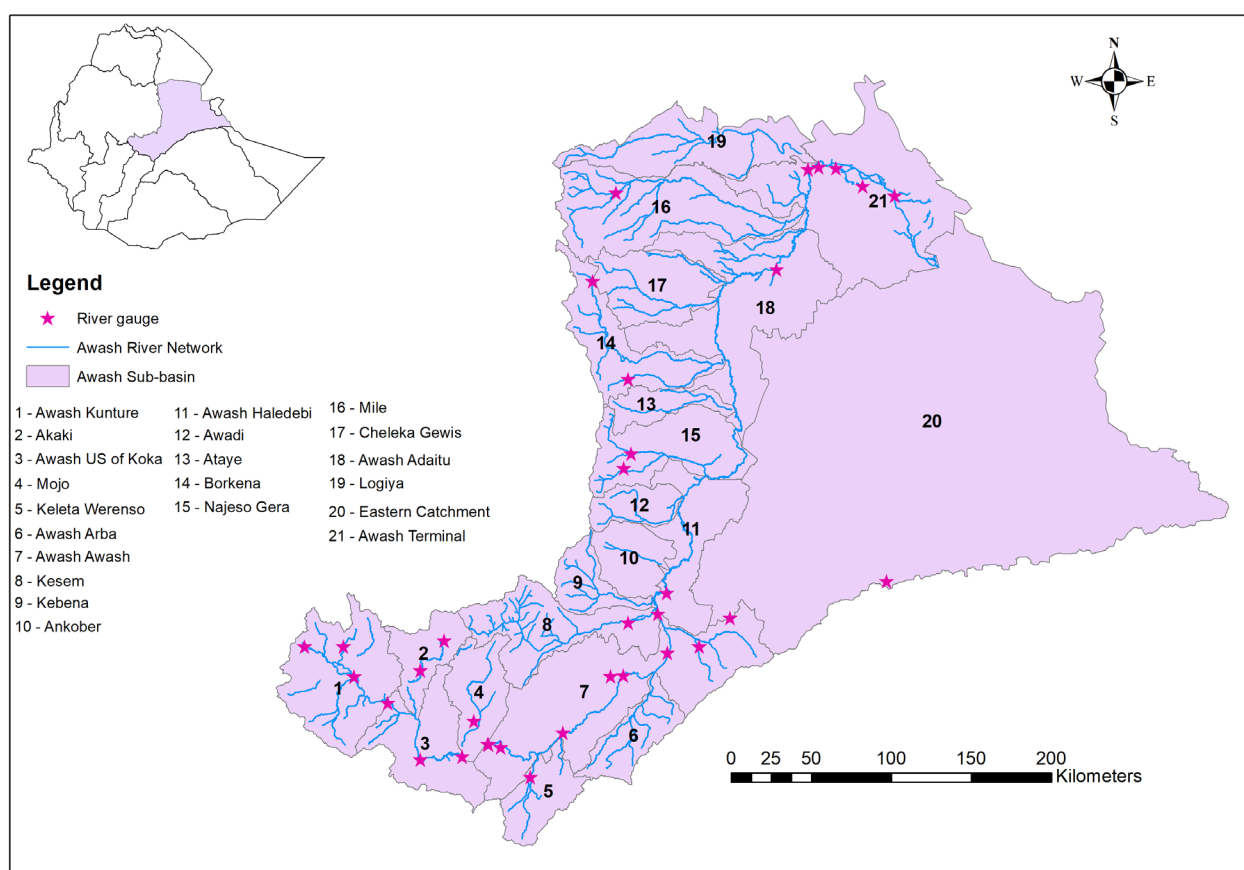 N
W E
S
Legend
River gauge
Awash River Network
Awash Sub-basin
1 - Awash Kunture
2 - Akaki
3 - Awash US of Koka
4 - Mojo
5 - Keleta Werenso
6 - Awash Arba
7 - Awash Awash
8 - Kesem
9 - Kebena
10 - Ankober
11 - Awash Haledebi
12 - Awadi
13 - Ataye
14 - Borkena
15 - Najeso Gera
16 - Mile
17 - Cheleka Gewis
18 - Awash Adaitu
19 - Logiya
20 - Eastern Catchment
21 - Awash Terminal
19
16
21
17
18
14
13
15
20
12
11
10
9
8
2
1
4
7
3
6
5
0 25 50 100 150 200
Kilometers